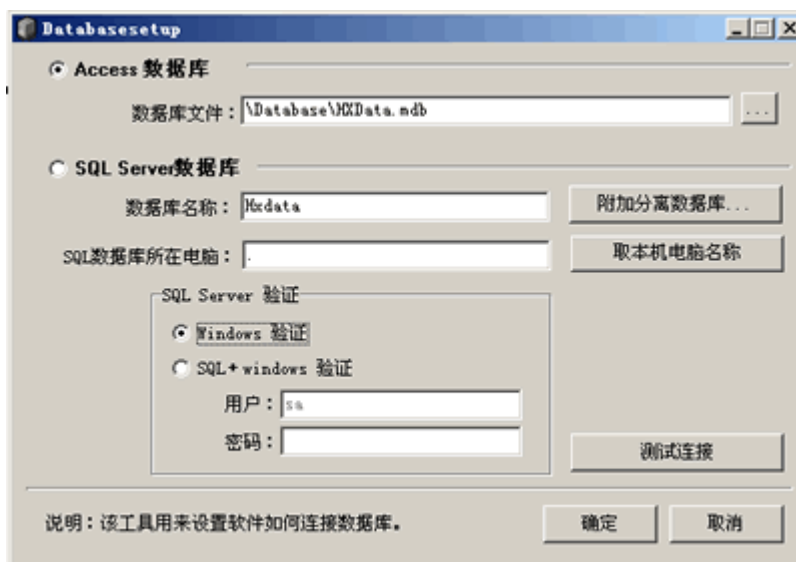 Databasesetup
Access 数据库
数据库文件：\Database\HXData.mdb ...
SQL Server数据库
数据库名称：Hxdata 附加分离数据库...
SQL数据库所在电脑：. 取本机电脑名称
SQL Server 验证
Windows 验证
SQL+windows 验证
用户：sa
密码：
测试连接
说明：该工具用来设置软件如何连接数据库。 确定 取消